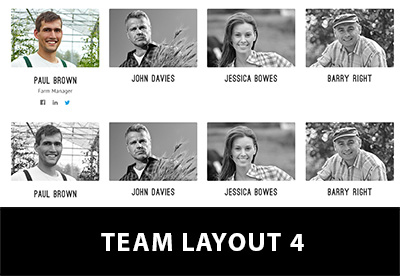 PAUL BROWN
JOHN DAVIES
JESSICA BOWES
BARRY RIGHT
Farm Manager
PAUL BROWN
JOHN DAVIES
JESSICA BOWES
BARRY RIGHT
TEAM LAYOUT 4